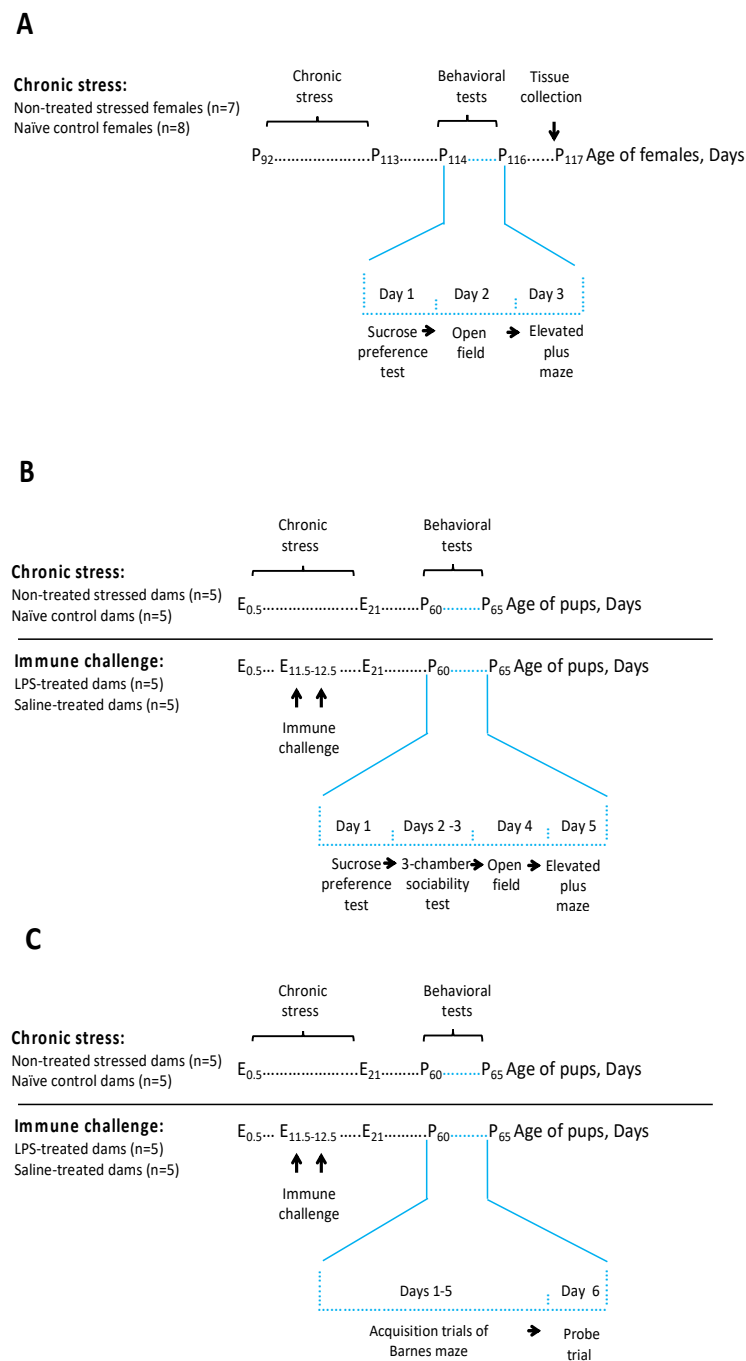 A
Chronic stress:
Non-treated stressed females (n=7)
Naïve control females (n=8)
Chronic
stress
Behavioral
tests
Tissue
collection
P92.....................P113.........P114......P116......P117 Age of females, Days
Day 1
Day 2
Day 3
Sucrose
preference
test
Open
field
Elevated
plus
maze
B
Chronic
stress
Behavioral
tests
Chronic stress:
Non-treated stressed dams (n=5)
Naïve control dams (n=5)
E0.5.....................E21.........P60.........P65 Age of pups, Days
Immune challenge:
LPS-treated dams (n=5)
Saline-treated dams (n=5)
E0.5... E11.5-12.5 .....E21..........P60.........P65 Age of pups, Days
Immune
challenge
Day 1
Days 2 -3
Day 4
Day 5
Sucrose
preference
test
3-chamber
sociability
test
Open
field
Elevated
plus
maze
C
Chronic
stress
Behavioral
tests
Chronic stress:
Non-treated stressed dams (n=5)
Naïve control dams (n=5)
E0.5.....................E21.........P60.........P65 Age of pups, Days
Immune challenge:
LPS-treated dams (n=5)
Saline-treated dams (n=5)
E0.5... E11.5-12.5 .....E21..........P60.........P65 Age of pups, Days
Immune
challenge
Days 1-5
Day 6
Acquisition trials of
Barnes maze
Probe
trial